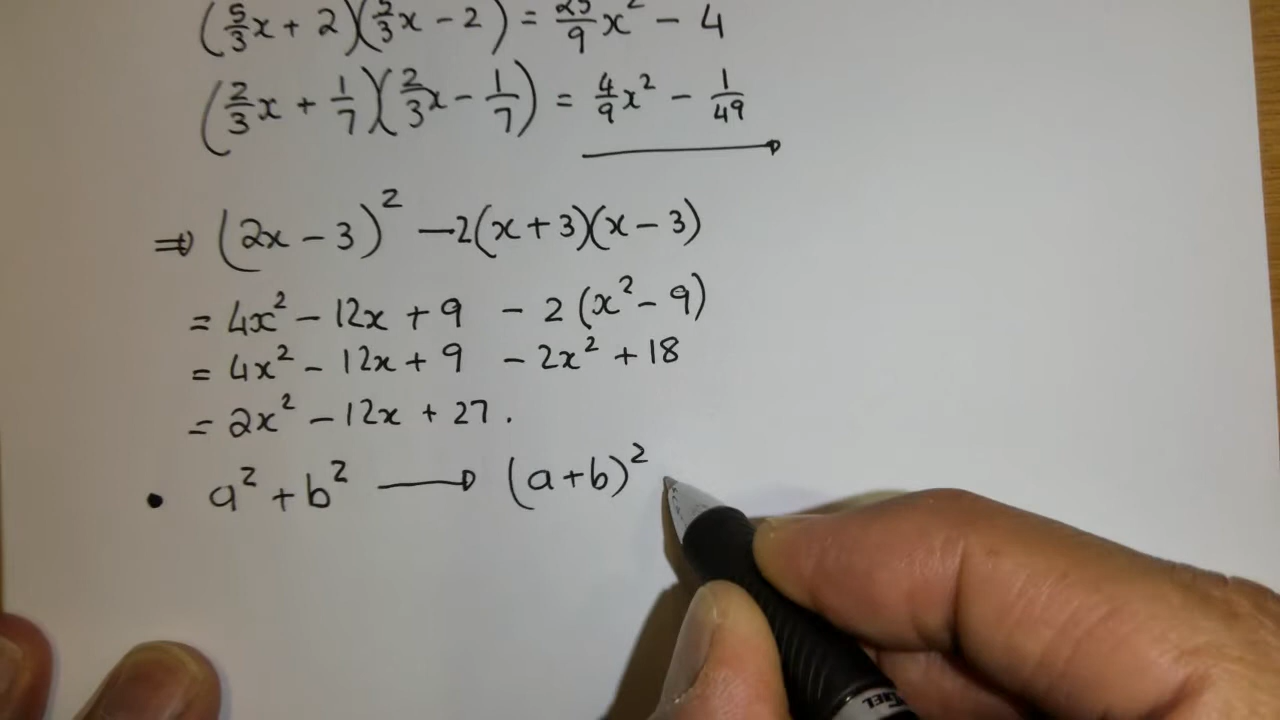 (5/3x + 2)(5/3x − 2) = 25/9x² − 4
(2/3x + 1/7)(2/3x − 1/7) = 4/9x² − 1/49
⇒ (2x − 3)² − 2(x + 3)(x − 3)
= 4x² − 12x + 9 − 2(x² − 9)
= 4x² − 12x + 9 − 2x² + 18
= 2x² − 12x + 27.
• a² + b² → (a+b)²